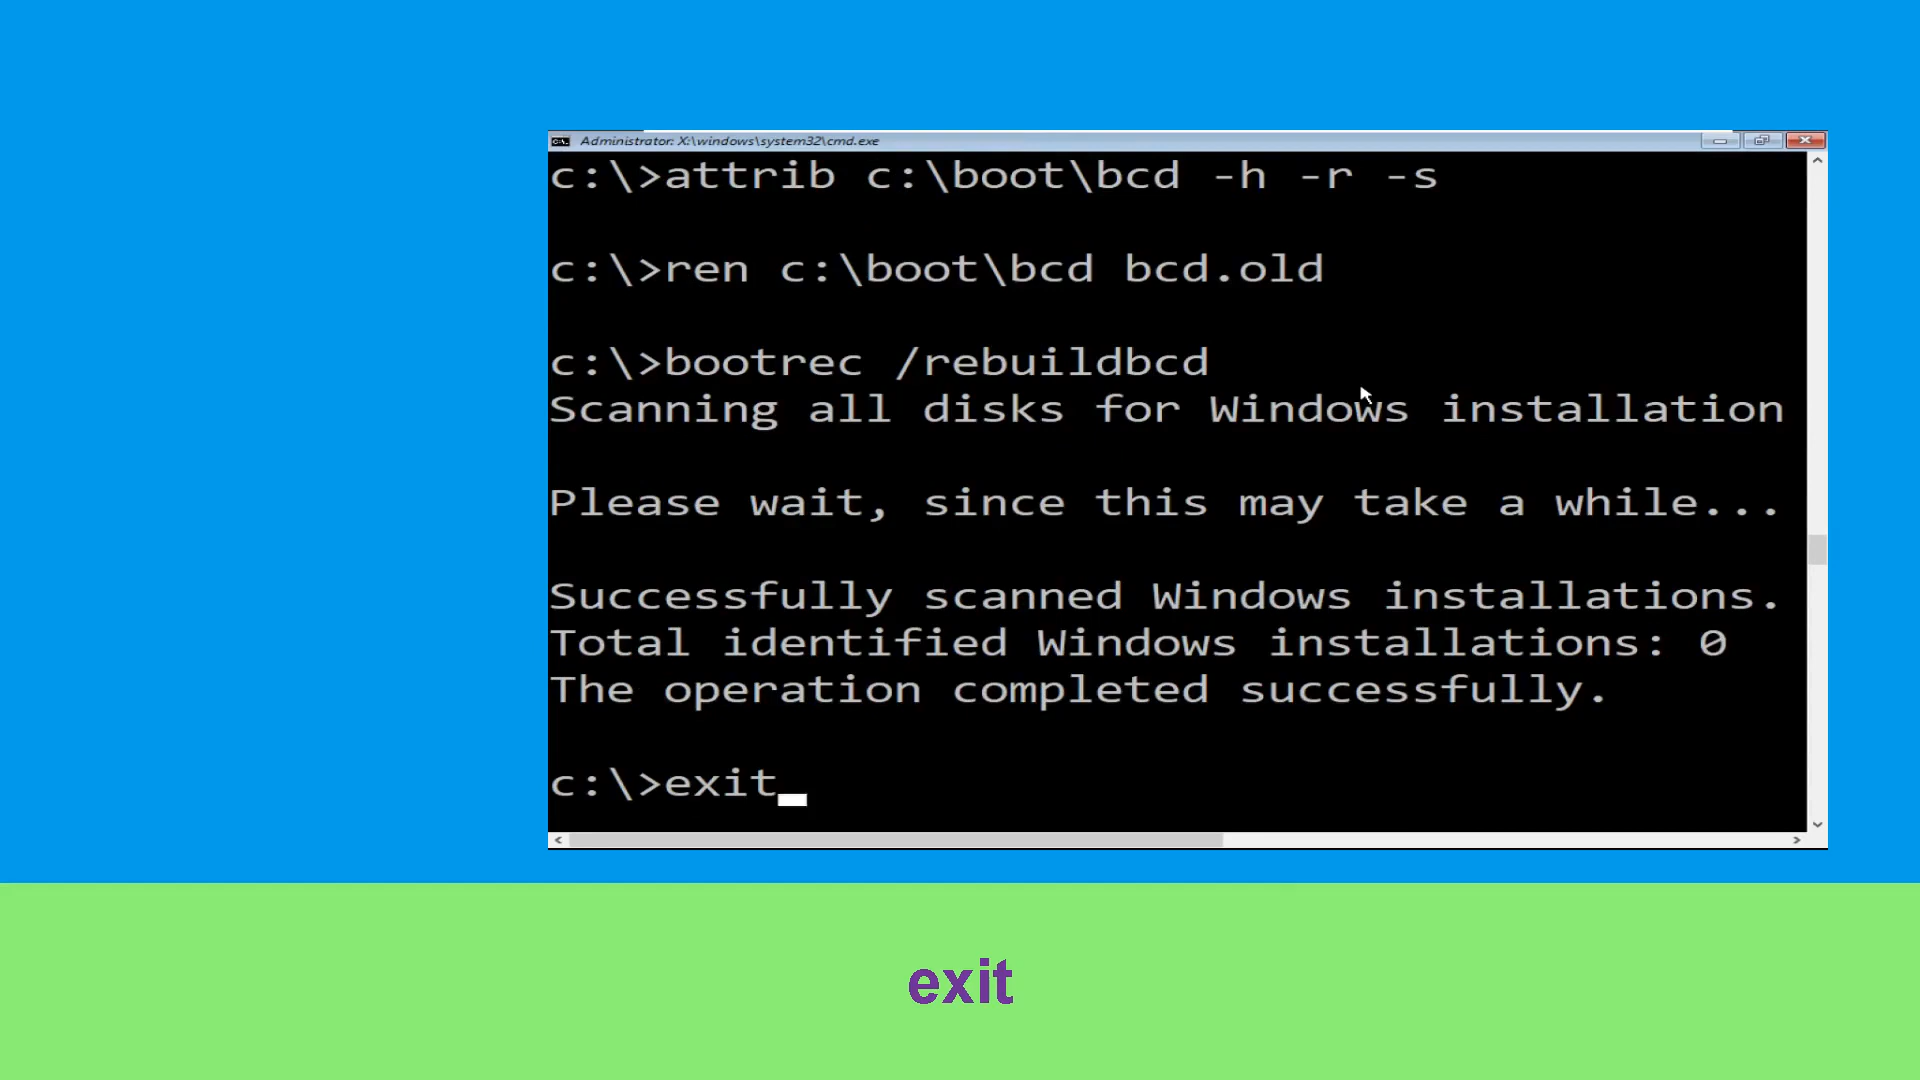 Administrator: X:\windows\system32\cmd.exe
c:\>attrib c:\boot\bcd -h -r -s
c:\>ren c:\boot\bcd bcd.old
c:\>bootrec /rebuildbcd
Scanning all disks for Windows installation
Please wait, since this may take a while...
Successfully scanned Windows installations.
Total identified Windows installations: 0
The operation completed successfully.
c:\>exit
exit